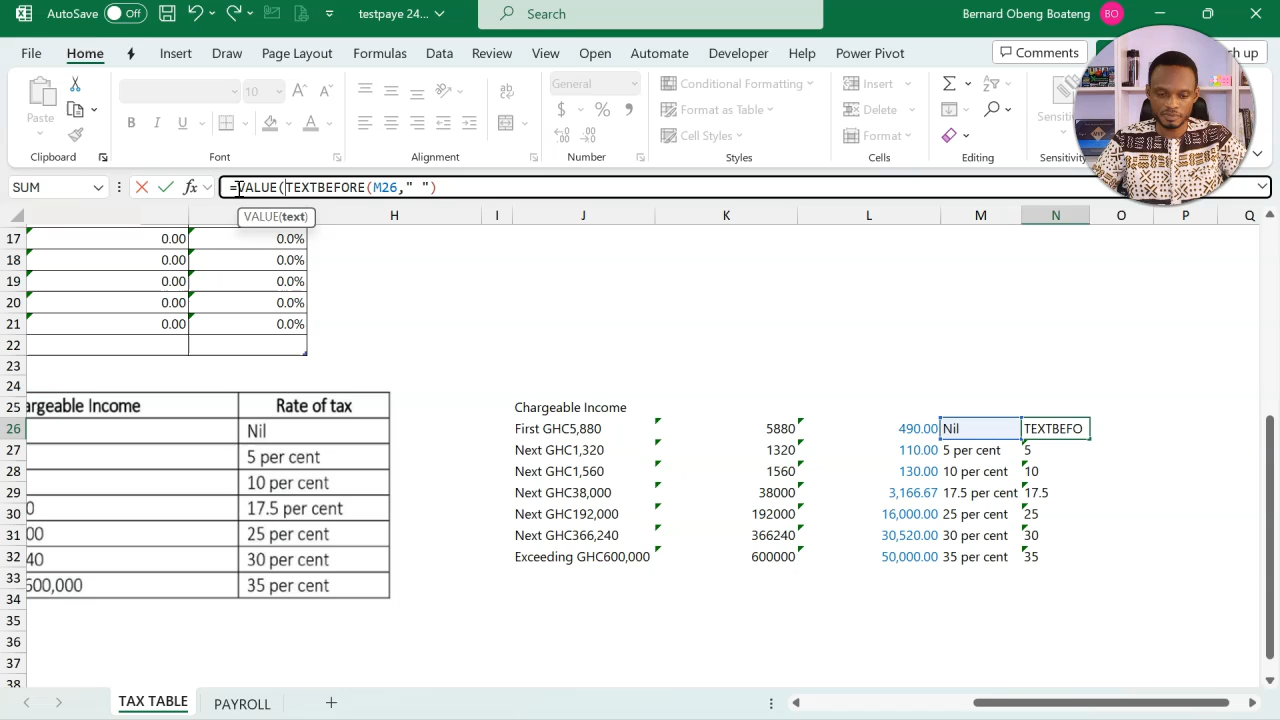 AutoSave Off testpaye 24... Search Bernard Obeng Boateng BO
File Home Insert Draw Page Layout Formulas Data Review View Open Automate Developer Help Power Pivot Comments ch up
Paste 10 A A General Conditional Formatting Insert
B I U A $ % 9 Format as Table Delete
Cell Styles Format Sensitiv
Clipboard Font Alignment Number Styles Cells Editing Sensitivity
SUM fx =VALUE(TEXTBEFORE(M26," ")
VALUE(text)
H I J K L M N O P Q
17 0.00 0.0%
18 0.00 0.0%
19 0.00 0.0%
20 0.00 0.0%
21 0.00 0.0%
22
23
24
25 argeable Income Rate of tax Chargeable Income
26 Nil First GHC5,880 5880 490.00 Nil TEXTBEFO
27 5 per cent Next GHC1,320 1320 110.00 5 per cent 5
28 10 per cent Next GHC1,560 1560 130.00 10 per cent 10
29 0 17.5 per cent Next GHC38,000 38000 3,166.67 17.5 per cent 17.5
30 00 25 per cent Next GHC192,000 192000 16,000.00 25 per cent 25
31 40 30 per cent Next GHC366,240 366240 30,520.00 30 per cent 30
32 600,000 35 per cent Exceeding GHC600,000 600000 50,000.00 35 per cent 35
33
34
35
36
37
38
TAX TABLE PAYROLL